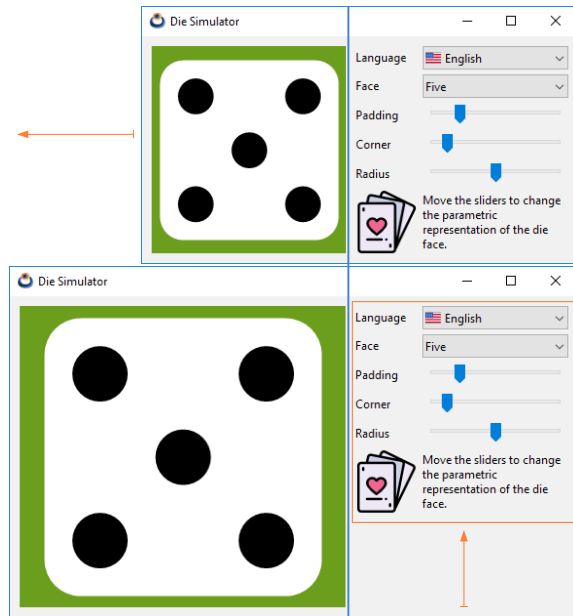 Die Simulator
Language
English
Face
Five
Padding
Corner
Radius
Move the sliders to change
the parametric
representation of the die
face.
Die Simulator
Language
English
Face
Five
Padding
Corner
Radius
Move the sliders to change
the parametric
representation of the die
face.